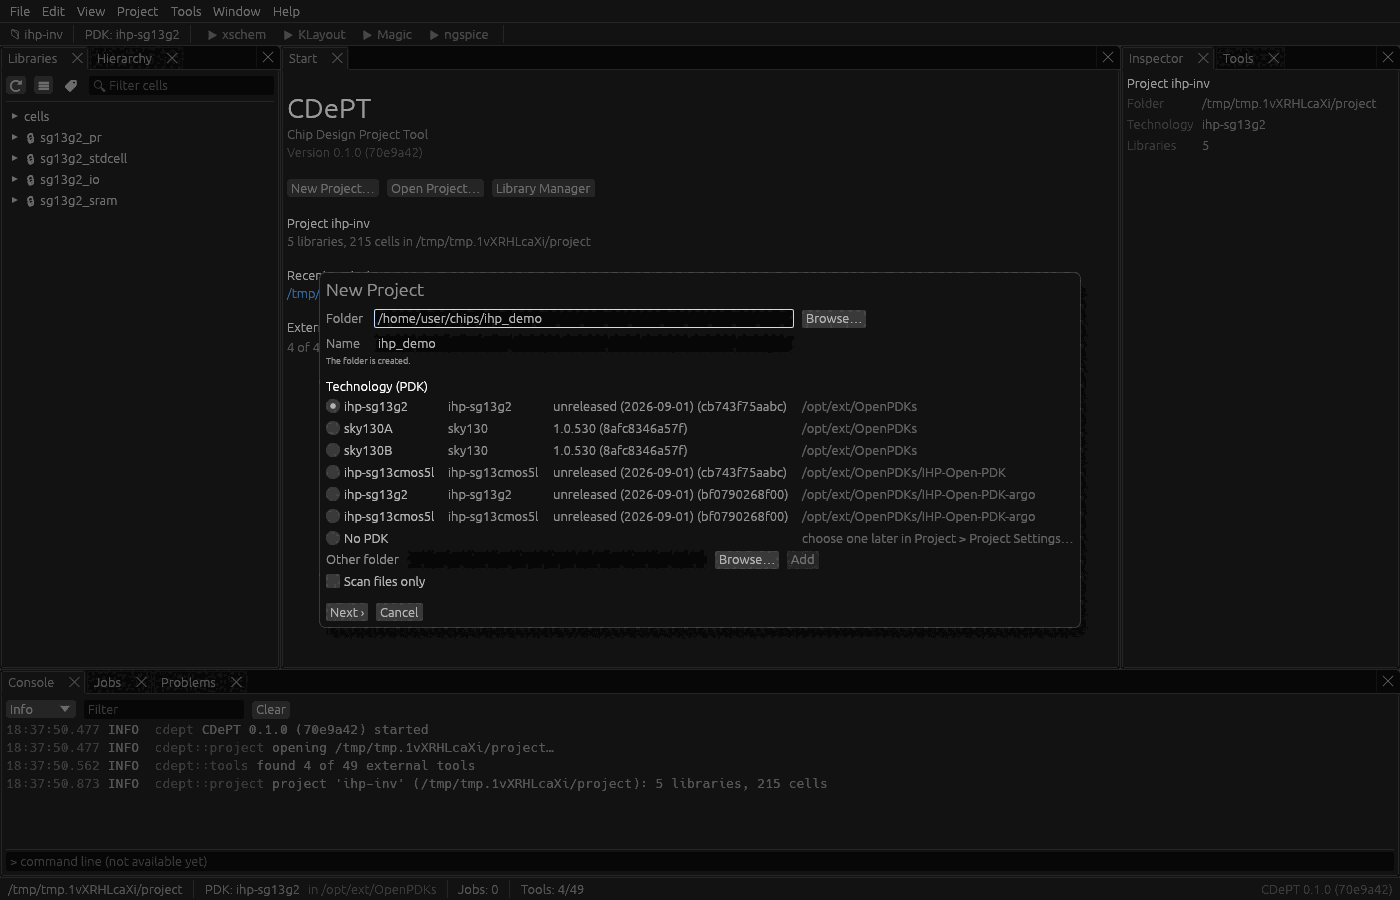 File Edit View Project Tools Window Help
ihp-inv PDK: ihp-sg13g2 xschem KLayout Magic ngspice
Libraries Hierarchy
Filter cells
cells
sg13g2_pr
sg13g2_stdcell
sg13g2_io
sg13g2_sram
Start
CDePT
Chip Design Project Tool
Version 0.1.0 (70e9a42)
New Project… Open Project… Library Manager
Project ihp-inv
5 libraries, 215 cells in /tmp/tmp.1vXRHLcaXi/project
Recen
/tmp/
Exter
4 of 4
New Project
Folder /home/user/chips/ihp_demo Browse…
Name ihp_demo
The folder is created.
Technology (PDK)
ihp-sg13g2 ihp-sg13g2 unreleased (2026-09-01) (cb743f75aabc) /opt/ext/OpenPDKs
sky130A sky130 1.0.530 (8afc8346a57f) /opt/ext/OpenPDKs
sky130B sky130 1.0.530 (8afc8346a57f) /opt/ext/OpenPDKs
ihp-sg13cmos5l ihp-sg13cmos5l unreleased (2026-09-01) (cb743f75aabc) /opt/ext/OpenPDKs/IHP-Open-PDK
ihp-sg13g2 ihp-sg13g2 unreleased (2026-09-01) (bf0790268f00) /opt/ext/OpenPDKs/IHP-Open-PDK-argo
ihp-sg13cmos5l ihp-sg13cmos5l unreleased (2026-09-01) (bf0790268f00) /opt/ext/OpenPDKs/IHP-Open-PDK-argo
No PDK choose one later in Project > Project Settings…
Other folder Browse… Add
Scan files only
Next › Cancel
Inspector Tools
Project ihp-inv
Folder /tmp/tmp.1vXRHLcaXi/project
Technology ihp-sg13g2
Libraries 5
Console Jobs Problems
Info Filter Clear
18:37:50.477 INFO cdept CDePT 0.1.0 (70e9a42) started
18:37:50.477 INFO cdept::project opening /tmp/tmp.1vXRHLcaXi/project…
18:37:50.562 INFO cdept::tools found 4 of 49 external tools
18:37:50.873 INFO cdept::project project 'ihp-inv' (/tmp/tmp.1vXRHLcaXi/project): 5 libraries, 215 cells
> command line (not available yet)
/tmp/tmp.1vXRHLcaXi/project PDK: ihp-sg13g2 in /opt/ext/OpenPDKs Jobs: 0 Tools: 4/49 CDePT 0.1.0 (70e9a42)